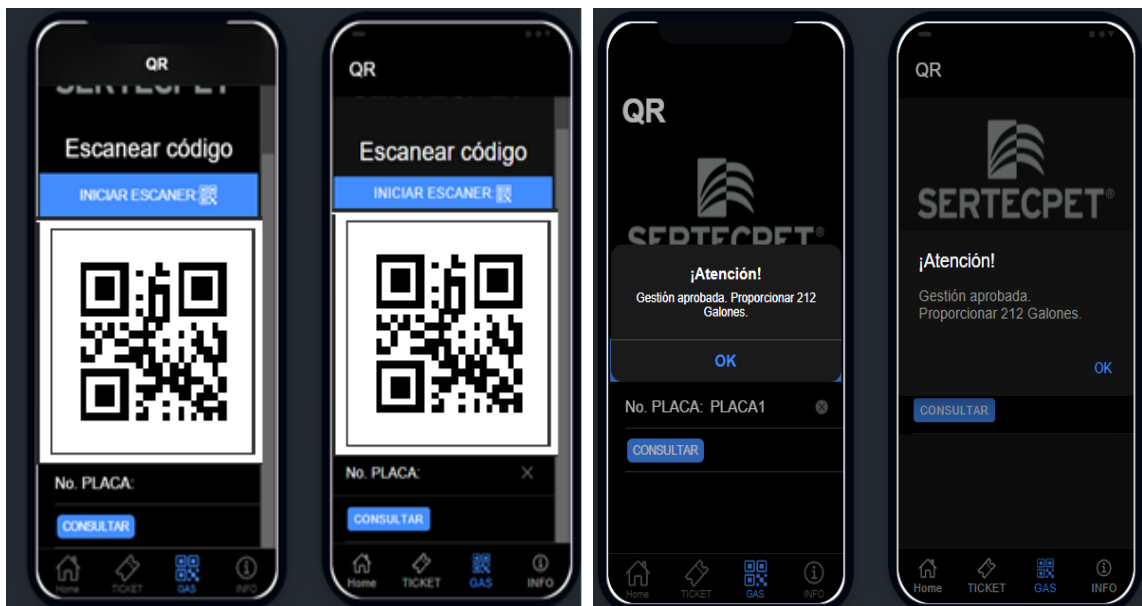 QR
SERTECPET
Escanear código
INICIAR ESCANER:
No. PLACA:
CONSULTAR
Home
TICKET
GAS
INFO
QR
Escanear código
INICIAR ESCANER:
No. PLACA:
CONSULTAR
Home
TICKET
GAS
INFO
QR
SERTECPET®
¡Atención!
Gestión aprobada. Proporcionar 212
Galones.
OK
No. PLACA: PLACA1
CONSULTAR
Home
TICKET
GAS
INFO
QR
SERTECPET®
¡Atención!
Gestión aprobada.
Proporcionar 212 Galones.
OK
CONSULTAR
Home
TICKET
GAS
INFO